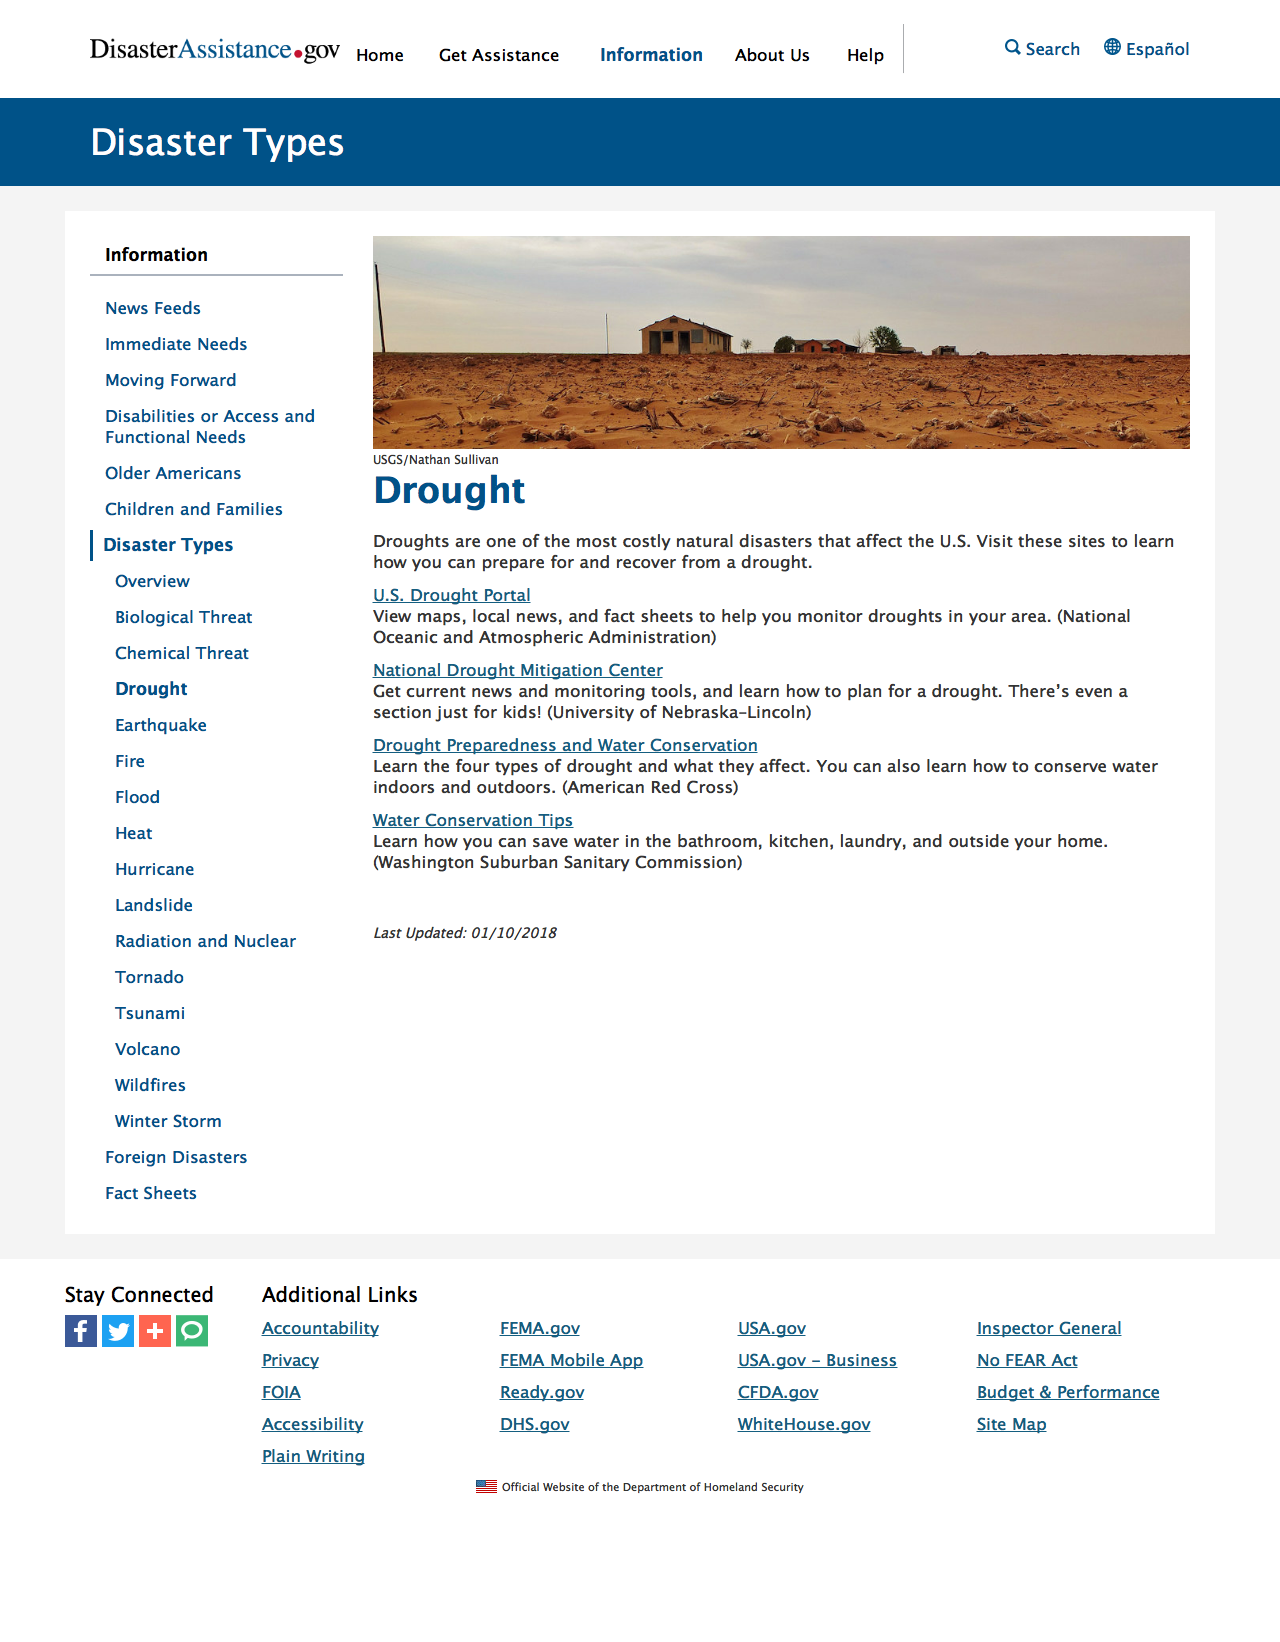 DisasterAssistance.gov
Home
Get Assistance
Information
About Us
Help
Search
Español
Disaster Types
Information
News Feeds
Immediate Needs
Moving Forward
Disabilities or Access and
Functional Needs
Older Americans
Children and Families
Disaster Types
Overview
Biological Threat
Chemical Threat
Drought
Earthquake
Fire
Flood
Heat
Hurricane
Landslide
Radiation and Nuclear
Tornado
Tsunami
Volcano
Wildfires
Winter Storm
Foreign Disasters
Fact Sheets
USGS/Nathan Sullivan
Drought
Droughts are one of the most costly natural disasters that affect the U.S. Visit these sites to learn
how you can prepare for and recover from a drought.
U.S. Drought Portal
View maps, local news, and fact sheets to help you monitor droughts in your area. (National
Oceanic and Atmospheric Administration)
National Drought Mitigation Center
Get current news and monitoring tools, and learn how to plan for a drought. There's even a
section just for kids! (University of Nebraska–Lincoln)
Drought Preparedness and Water Conservation
Learn the four types of drought and what they affect. You can also learn how to conserve water
indoors and outdoors. (American Red Cross)
Water Conservation Tips
Learn how you can save water in the bathroom, kitchen, laundry, and outside your home.
(Washington Suburban Sanitary Commission)
Last Updated: 01/10/2018
Stay Connected
Additional Links
Accountability
Privacy
FOIA
Accessibility
Plain Writing
FEMA.gov
FEMA Mobile App
Ready.gov
DHS.gov
USA.gov
USA.gov – Business
CFDA.gov
WhiteHouse.gov
Inspector General
No FEAR Act
Budget & Performance
Site Map
Official Website of the Department of Homeland Security